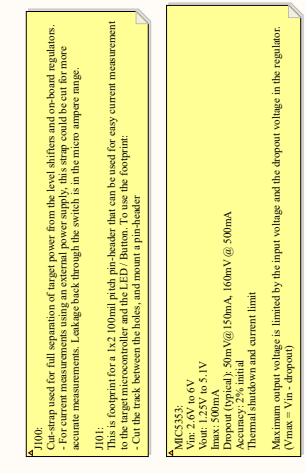 J100:
Cut-strap used for full separation of target power from the level shifters and on-board regulators.
- For current measurements using an external power supply, this strap could be cut for more
accurate measurements. Leakage back through the switch is in the micro ampere range.
J101:
This is footprint for a 1x2 100mil pitch pin-header that can be used for easy current measurement
to the target microcontroller and the LED / Button. To use the footprint:
- Cut the track between the holes, and mount a pin-header
MIC5353:
Vin: 2.6V to 6V
Vout: 1.25V to 5.1V
Imax: 500mA
Dropout (typical): 50mV@150mA, 160mV @ 500mA
Accuracy: 2% initial
Thermal shutdown and current limit
Maximum output voltage is limited by the input voltage and the dropout voltage in the regulator.
(Vmax = Vin - dropout)